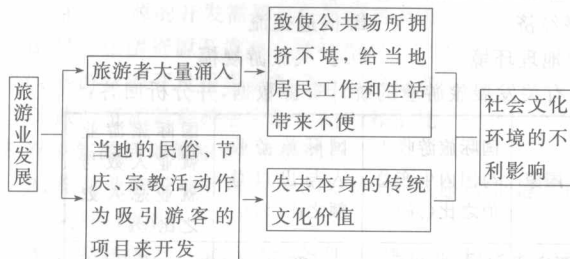 旅游业发展
旅游者大量涌入
致使公共场所拥
挤不堪，给当地
居民工作和生活
带来不便
当地的民俗、节
庆、宗教活动作
为吸引游客的
项目来开发
失去本身的传统
文化价值
社会文化
环境的不
利影响